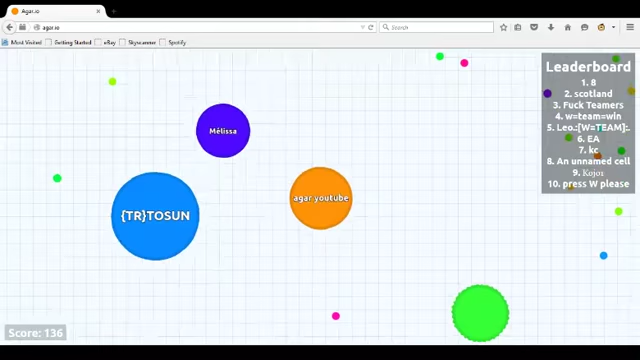 Agar.io
agar.io
Search
Most Visited Getting Started eBay Skyscanner Spotify
Leaderboard
1. 8
2. scotland
3. Fuck Teamers
4. w=team=win
5. Leo.:[W=TEAM]:.
6. EA
7. kc
8. An unnamed cell
9. Kojos
10. press W please
Mèlissa
agar youtube
{TR}TOSUN
Score: 136